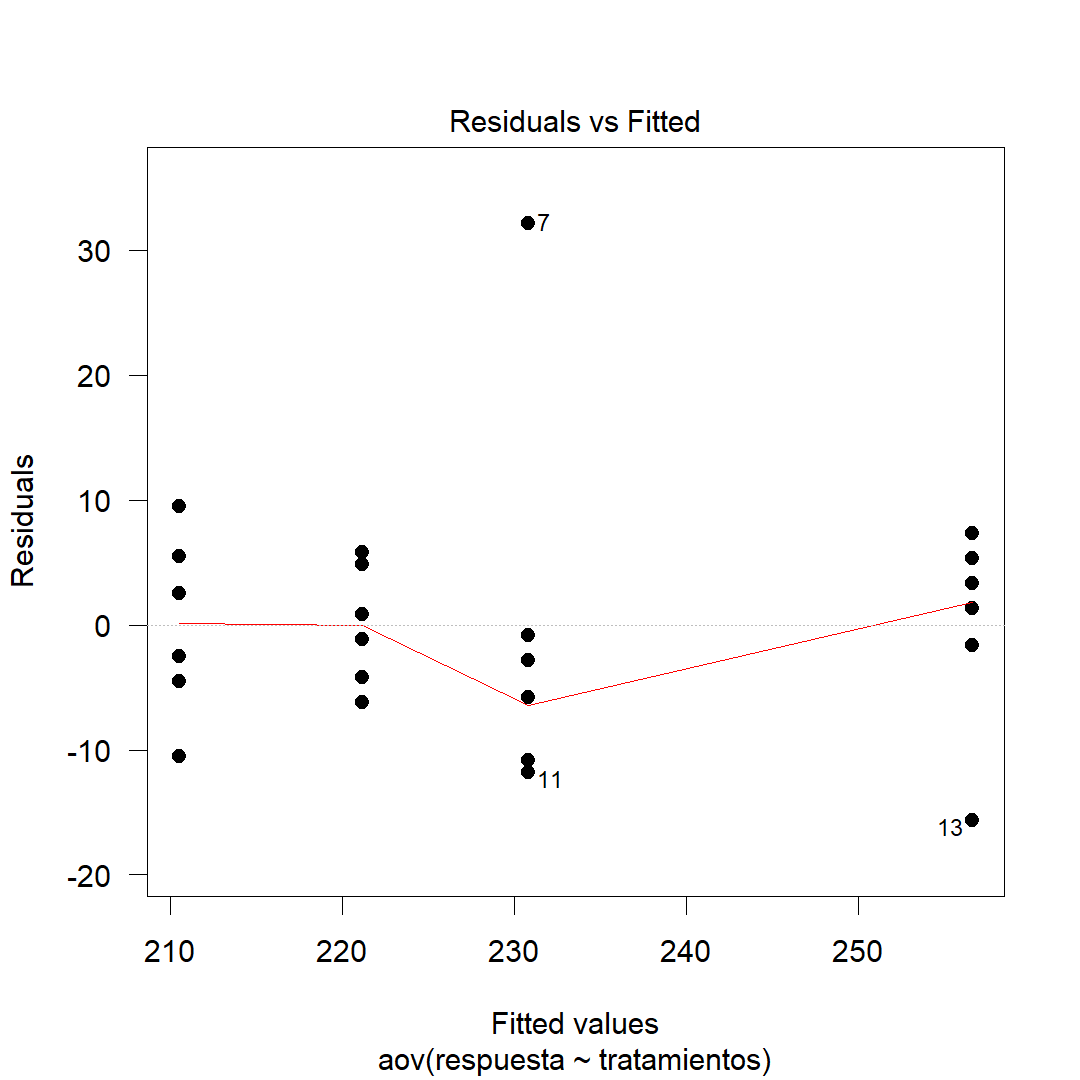 Residuals vs Fitted
30
20
10
0
-10
-20
Residuals
7
11
13
210 220 230 240 250
Fitted values
aov(respuesta ~ tratamientos)